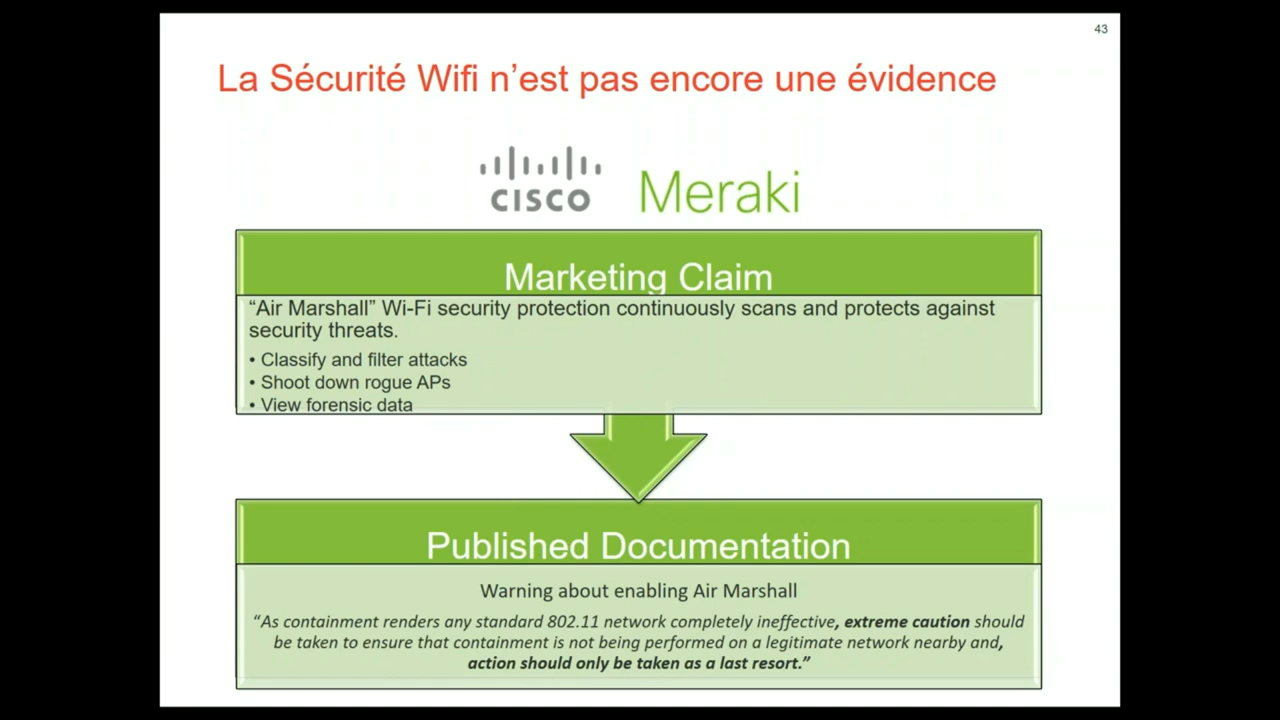 43
La Sécurité Wifi n’est pas encore une évidence
CISCO Meraki
Marketing Claim
“Air Marshall” Wi-Fi security protection continuously scans and protects against
security threats.
• Classify and filter attacks
• Shoot down rogue APs
• View forensic data
Published Documentation
Warning about enabling Air Marshall
“As containment renders any standard 802.11 network completely ineffective, extreme caution should
be taken to ensure that containment is not being performed on a legitimate network nearby and,
action should only be taken as a last resort.”